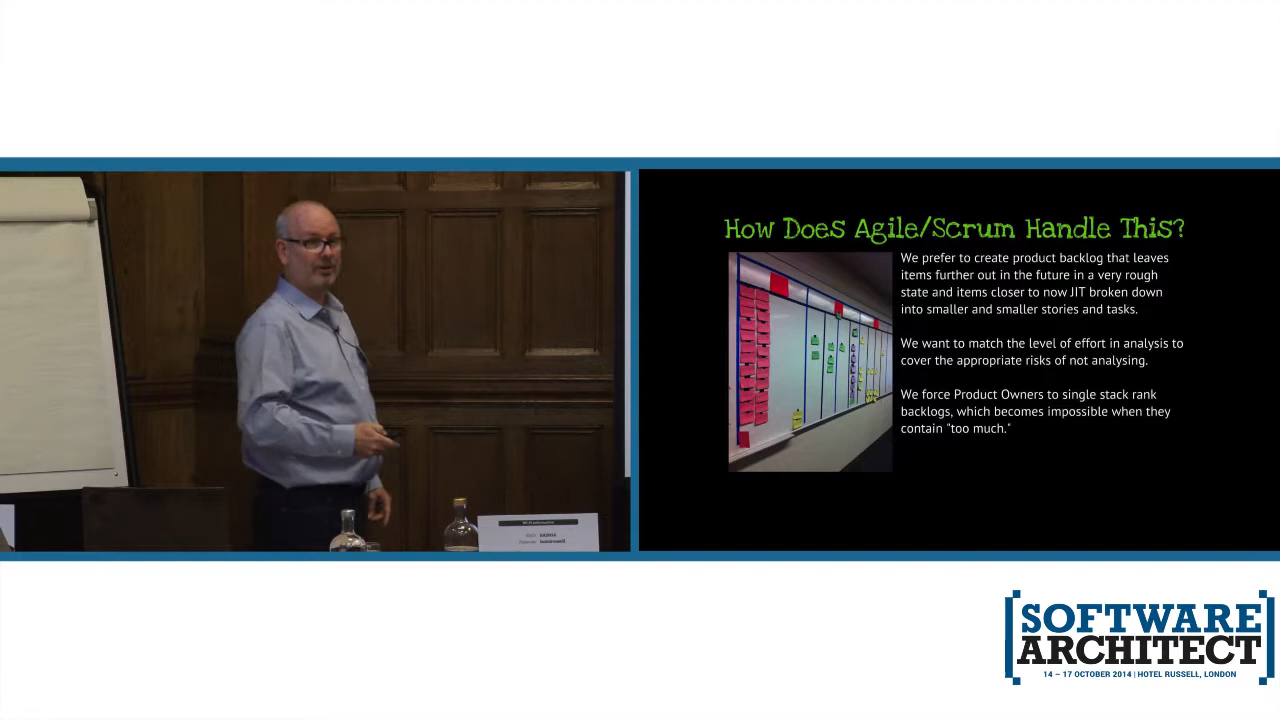 How Does Agile/Scrum Handle This?
We prefer to create product backlog that leaves
items further out in the future in a very rough
state and items closer to now JIT broken down
into smaller and smaller stories and tasks.
We want to match the level of effort in analysis to
cover the appropriate risks of not analysing.
We force Product Owners to single stack rank
backlogs, which becomes impossible when they
contain "too much."
[SOFTWARE
ARCHITECT]
14 – 17 OCTOBER 2014 | HOTEL RUSSELL, LONDON